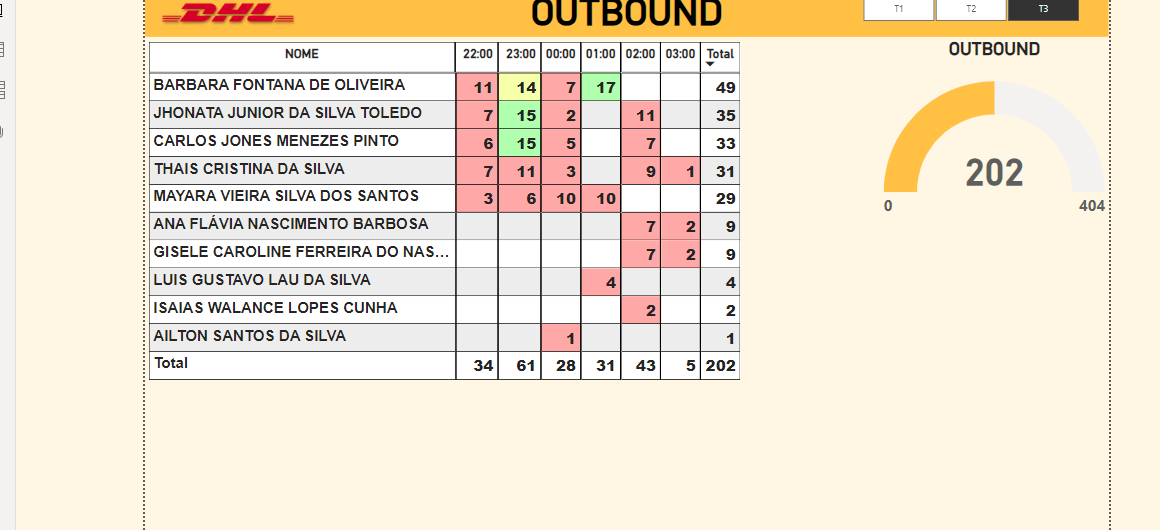 DHL OUTBOUND T1 T2 T3
NOME 22:00 23:00 00:00 01:00 02:00 03:00 Total
BARBARA FONTANA DE OLIVEIRA 11 14 7 17 49
JHONATA JUNIOR DA SILVA TOLEDO 7 15 2 11 35
CARLOS JONES MENEZES PINTO 6 15 5 7 33
THAIS CRISTINA DA SILVA 7 11 3 9 1 31
MAYARA VIEIRA SILVA DOS SANTOS 3 6 10 10 29
ANA FLÁVIA NASCIMENTO BARBOSA 7 2 9
GISELE CAROLINE FERREIRA DO NAS... 7 2 9
LUIS GUSTAVO LAU DA SILVA 4 4
ISAIAS WALANCE LOPES CUNHA 2 2
AILTON SANTOS DA SILVA 1 1
Total 34 61 28 31 43 5 202
OUTBOUND
202
0 404